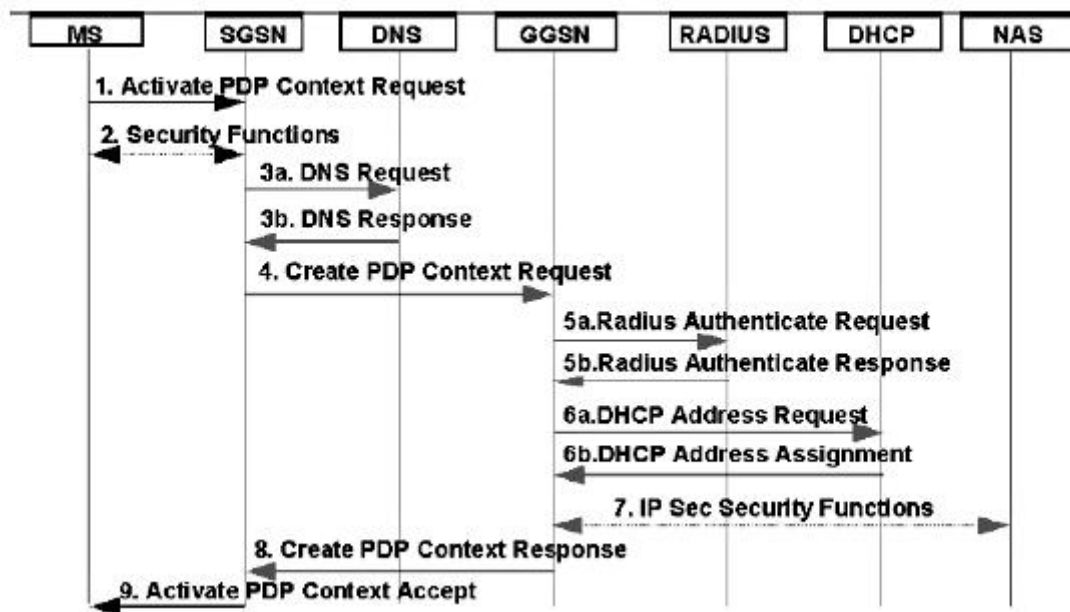 MS SGSN DNS GGSN RADIUS DHCP NAS
1. Activate PDP Context Request
2. Security Functions
3a. DNS Request
3b. DNS Response
4. Create PDP Context Request
5a.Radius Authenticate Request
5b.Radius Authenticate Response
6a.DHCP Address Request
6b.DHCP Address Assignment
7. IP Sec Security Functions
8. Create PDP Context Response
9. Activate PDP Context Accept